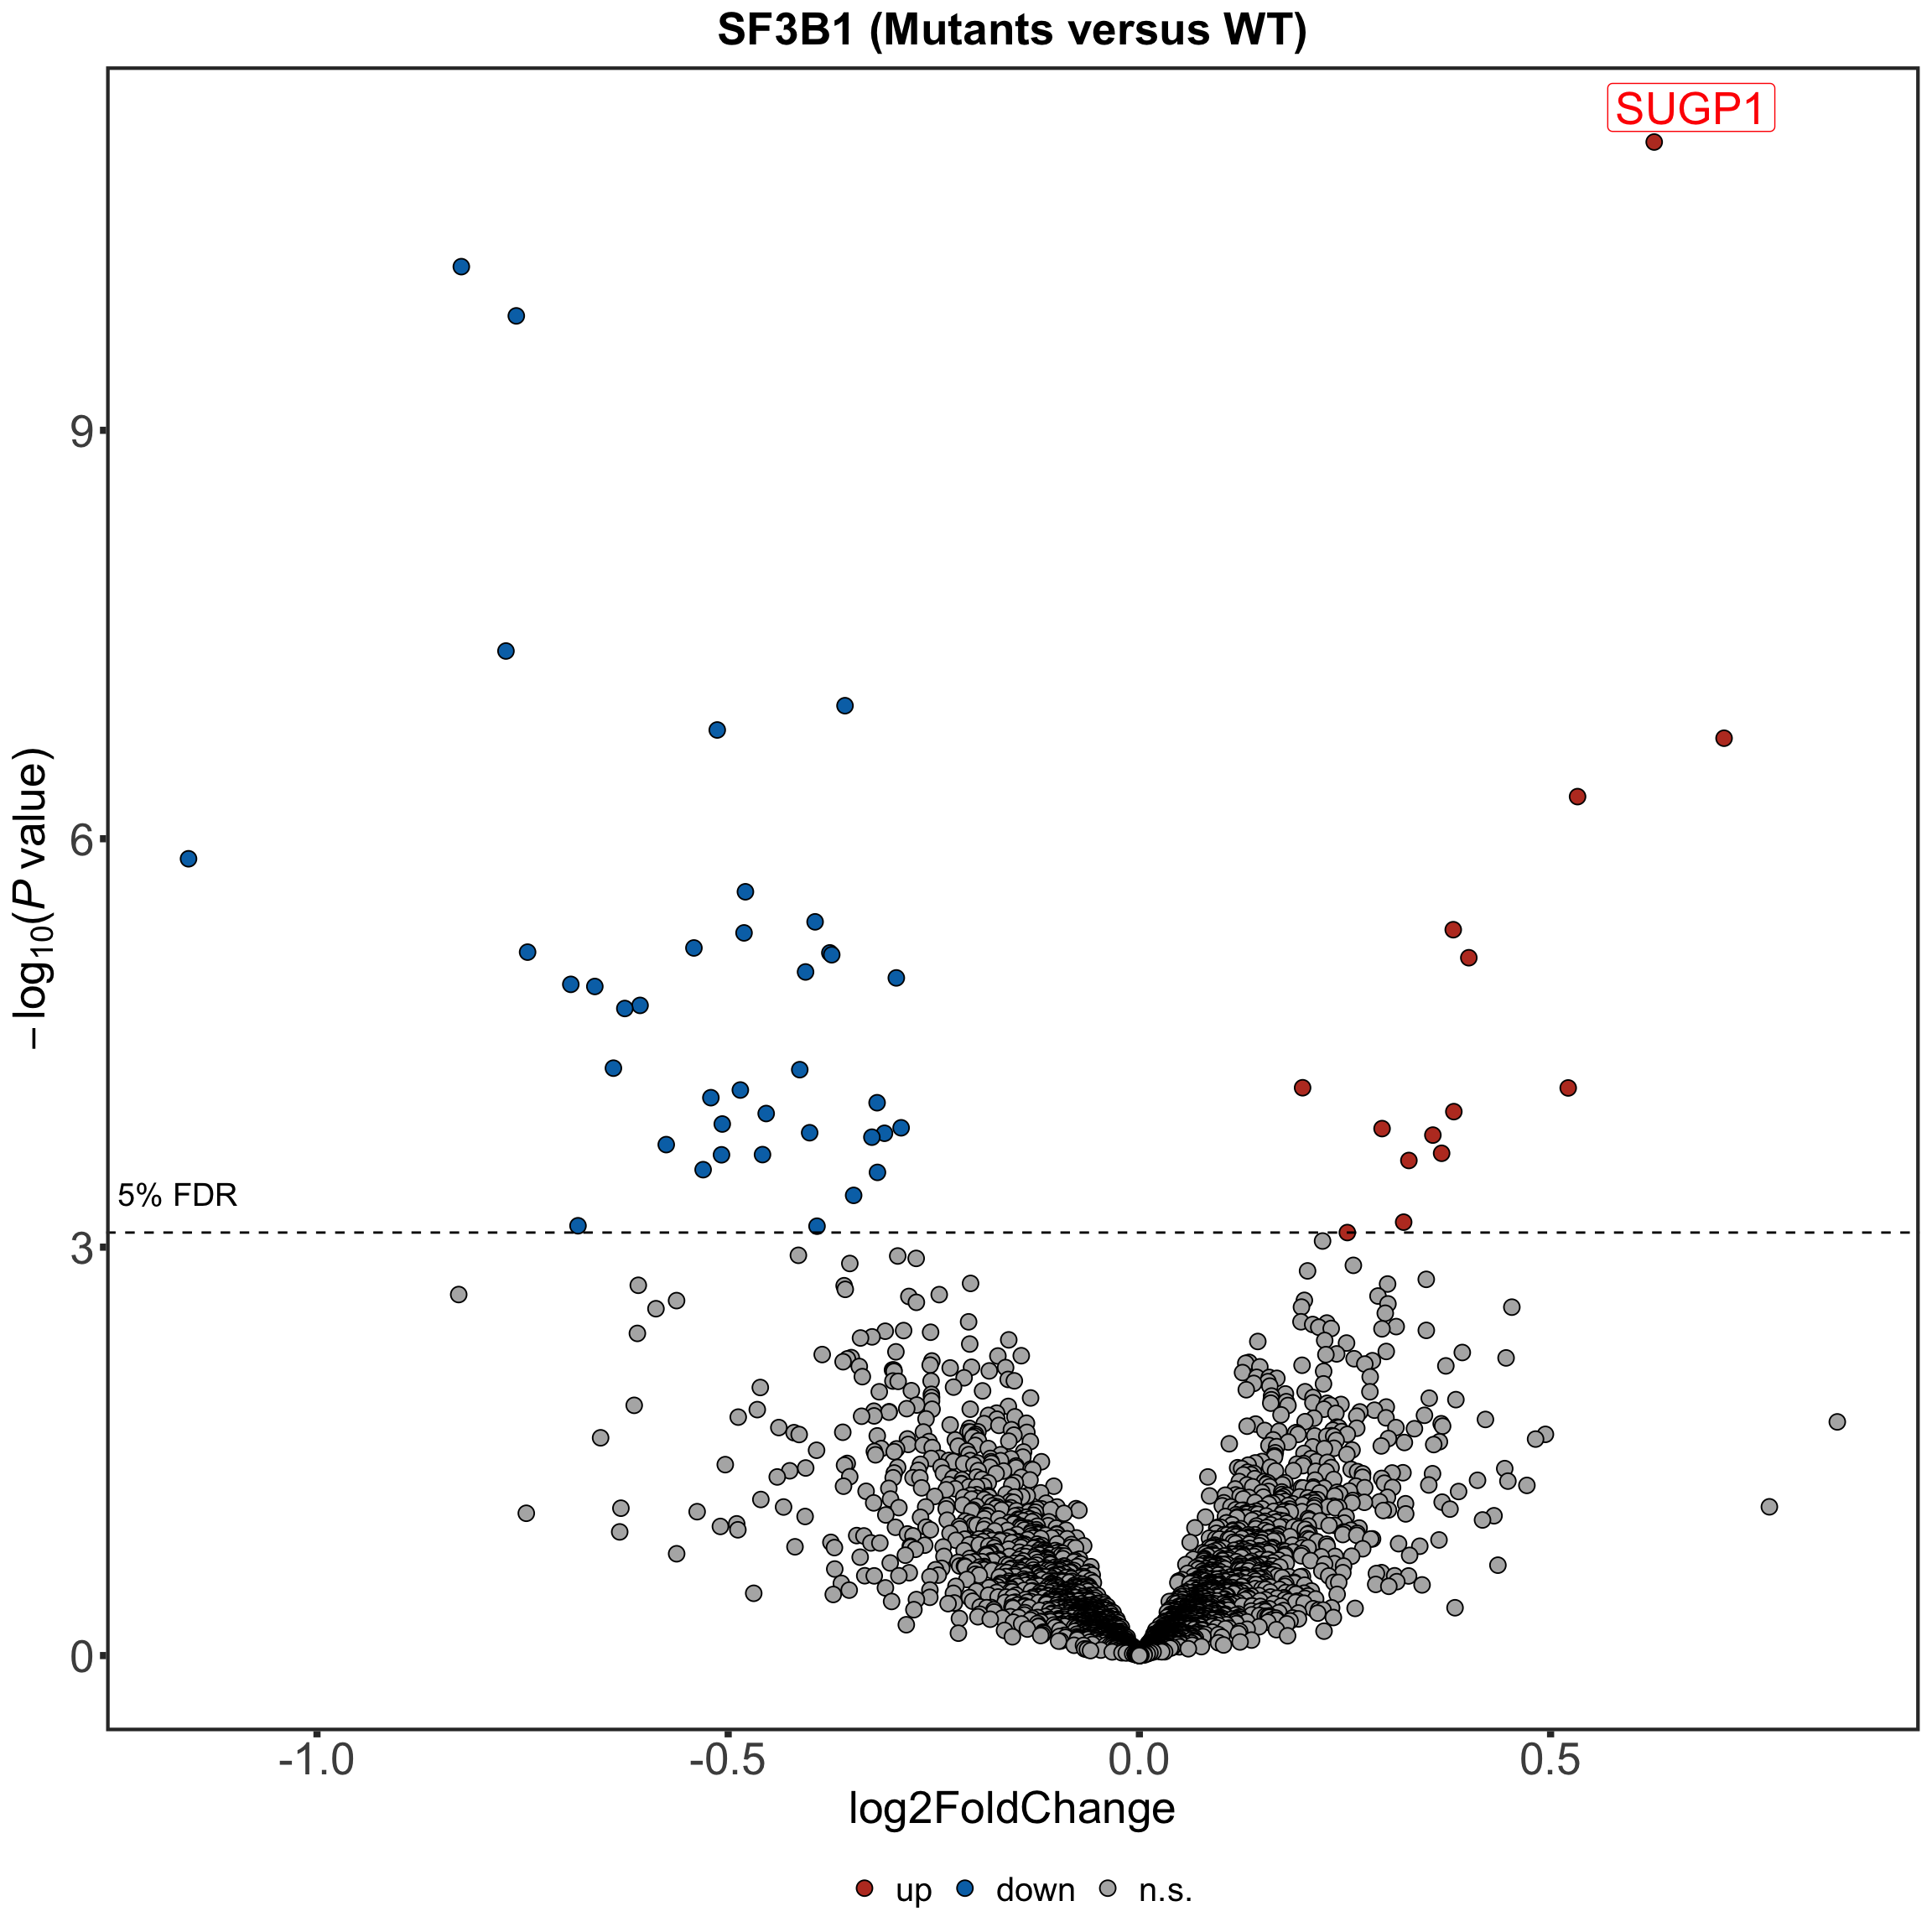 SF3B1 (Mutants versus WT)
SUGP1
9
6
5% FDR
3
0
−log10(P value)
-1.0 -0.5 0.0 0.5
log2FoldChange
up down n.s.